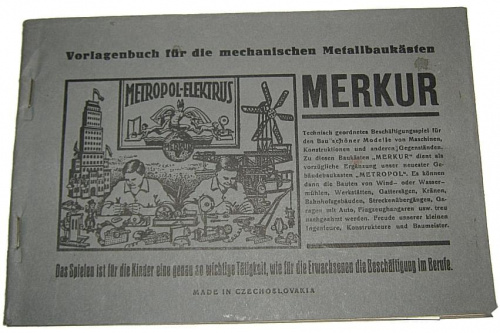 Vorlagenbuch für die mechanischen Metallbaukästen
METROPOL-ELEKTRUS
MERKUR
Technisch geordnetes Beschäftigungsspiel für
den Bau schöner Modelle von Maschinen,
Konstruktionen und anderen Gegenständen.
Zu diesen Baukästen „MERKUR" dient als
vorzügliche Ergänzung unser neuester Ge-
bäudebaukasten „METROPOL". Es können
dann die Bauten von Wind- oder Wasser-
mühlen, Werkstätten, Gattersägen, Kränen,
Bahnhofsgebäuden, Streckenübergängen, Ga-
ragen mit Auto, Flugzeughangaren usw. treu
nachgebaut werden. Freude unserer kleinen
Ingenieure, Konstrukteure und Baumeister.
Das Spielen ist für die Kinder eine genau so wichtige Tätigkeit, wie für die Erwachsenen die Beschäftigung im Berufe.
MADE IN CZECHOSLOVAKIA